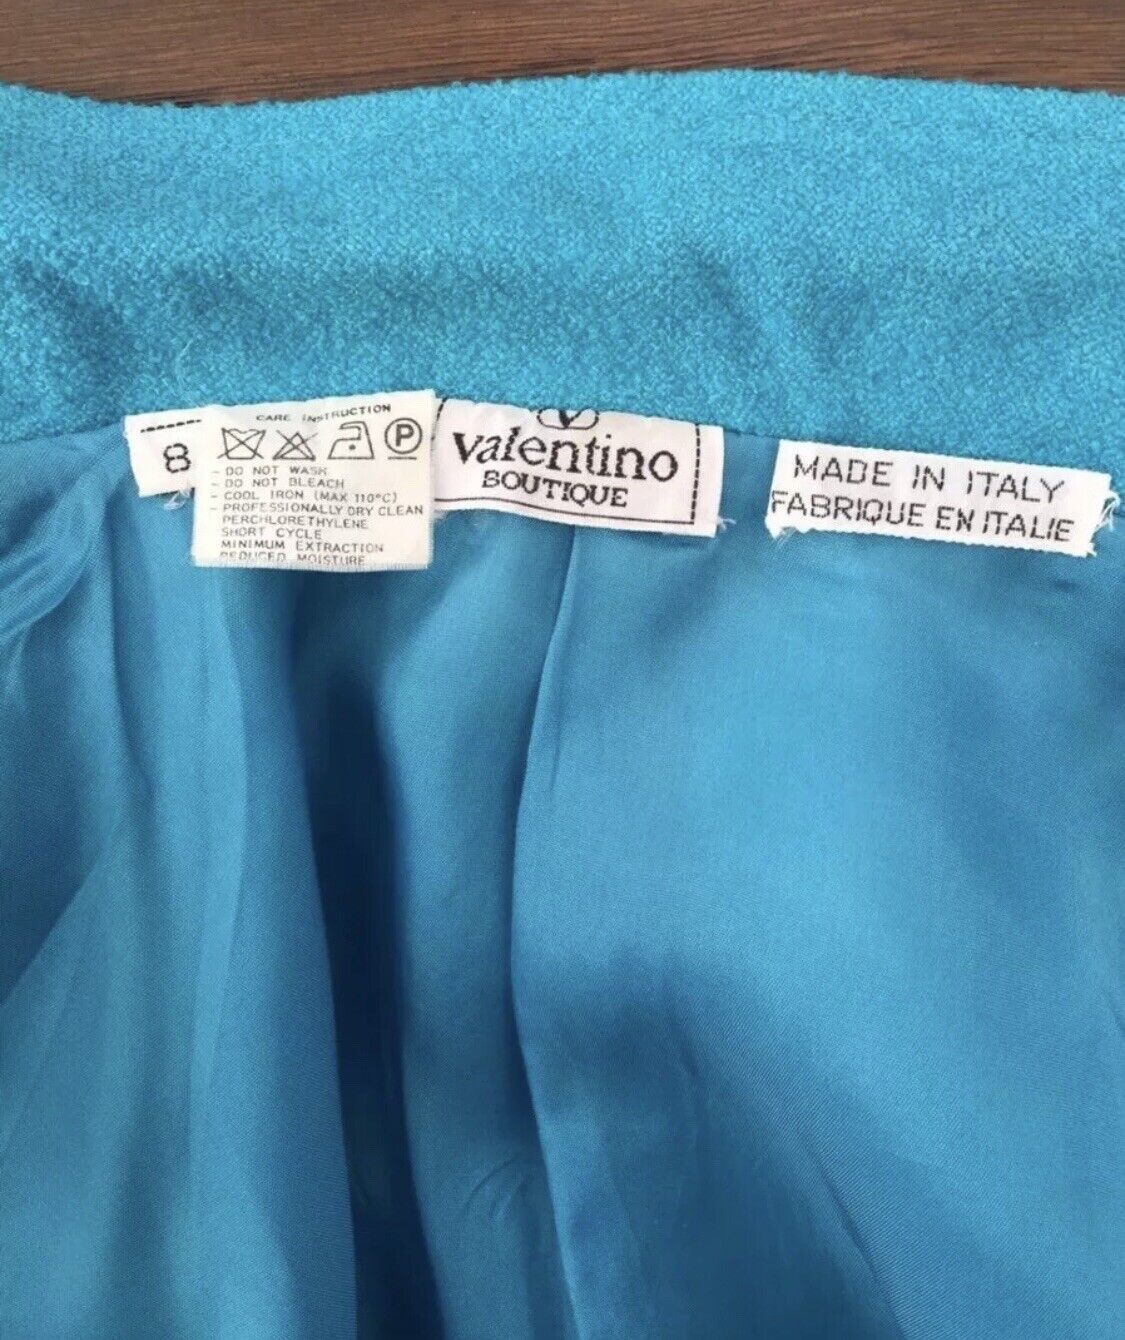 8
CARE INSTRUCTION
P
- DO NOT WASH
- DO NOT BLEACH
- COOL IRON (MAX 110°C)
- PROFESSIONALLY DRY CLEAN
PERCHLORETHYLENE
SHORT CYCLE
MINIMUM EXTRACTION
REDUCED MOISTURE
V
valentino
BOUTIQUE
MADE IN ITALY
FABRIQUE EN ITALIE